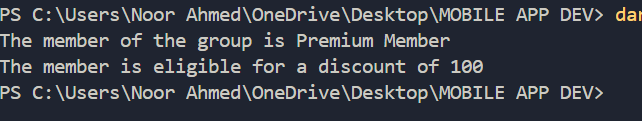 PS C:\Users\Noor Ahmed\OneDrive\Desktop\MOBILE APP DEV> dar
The member of the group is Premium Member
The member is eligible for a discount of 100
PS C:\Users\Noor Ahmed\OneDrive\Desktop\MOBILE APP DEV>